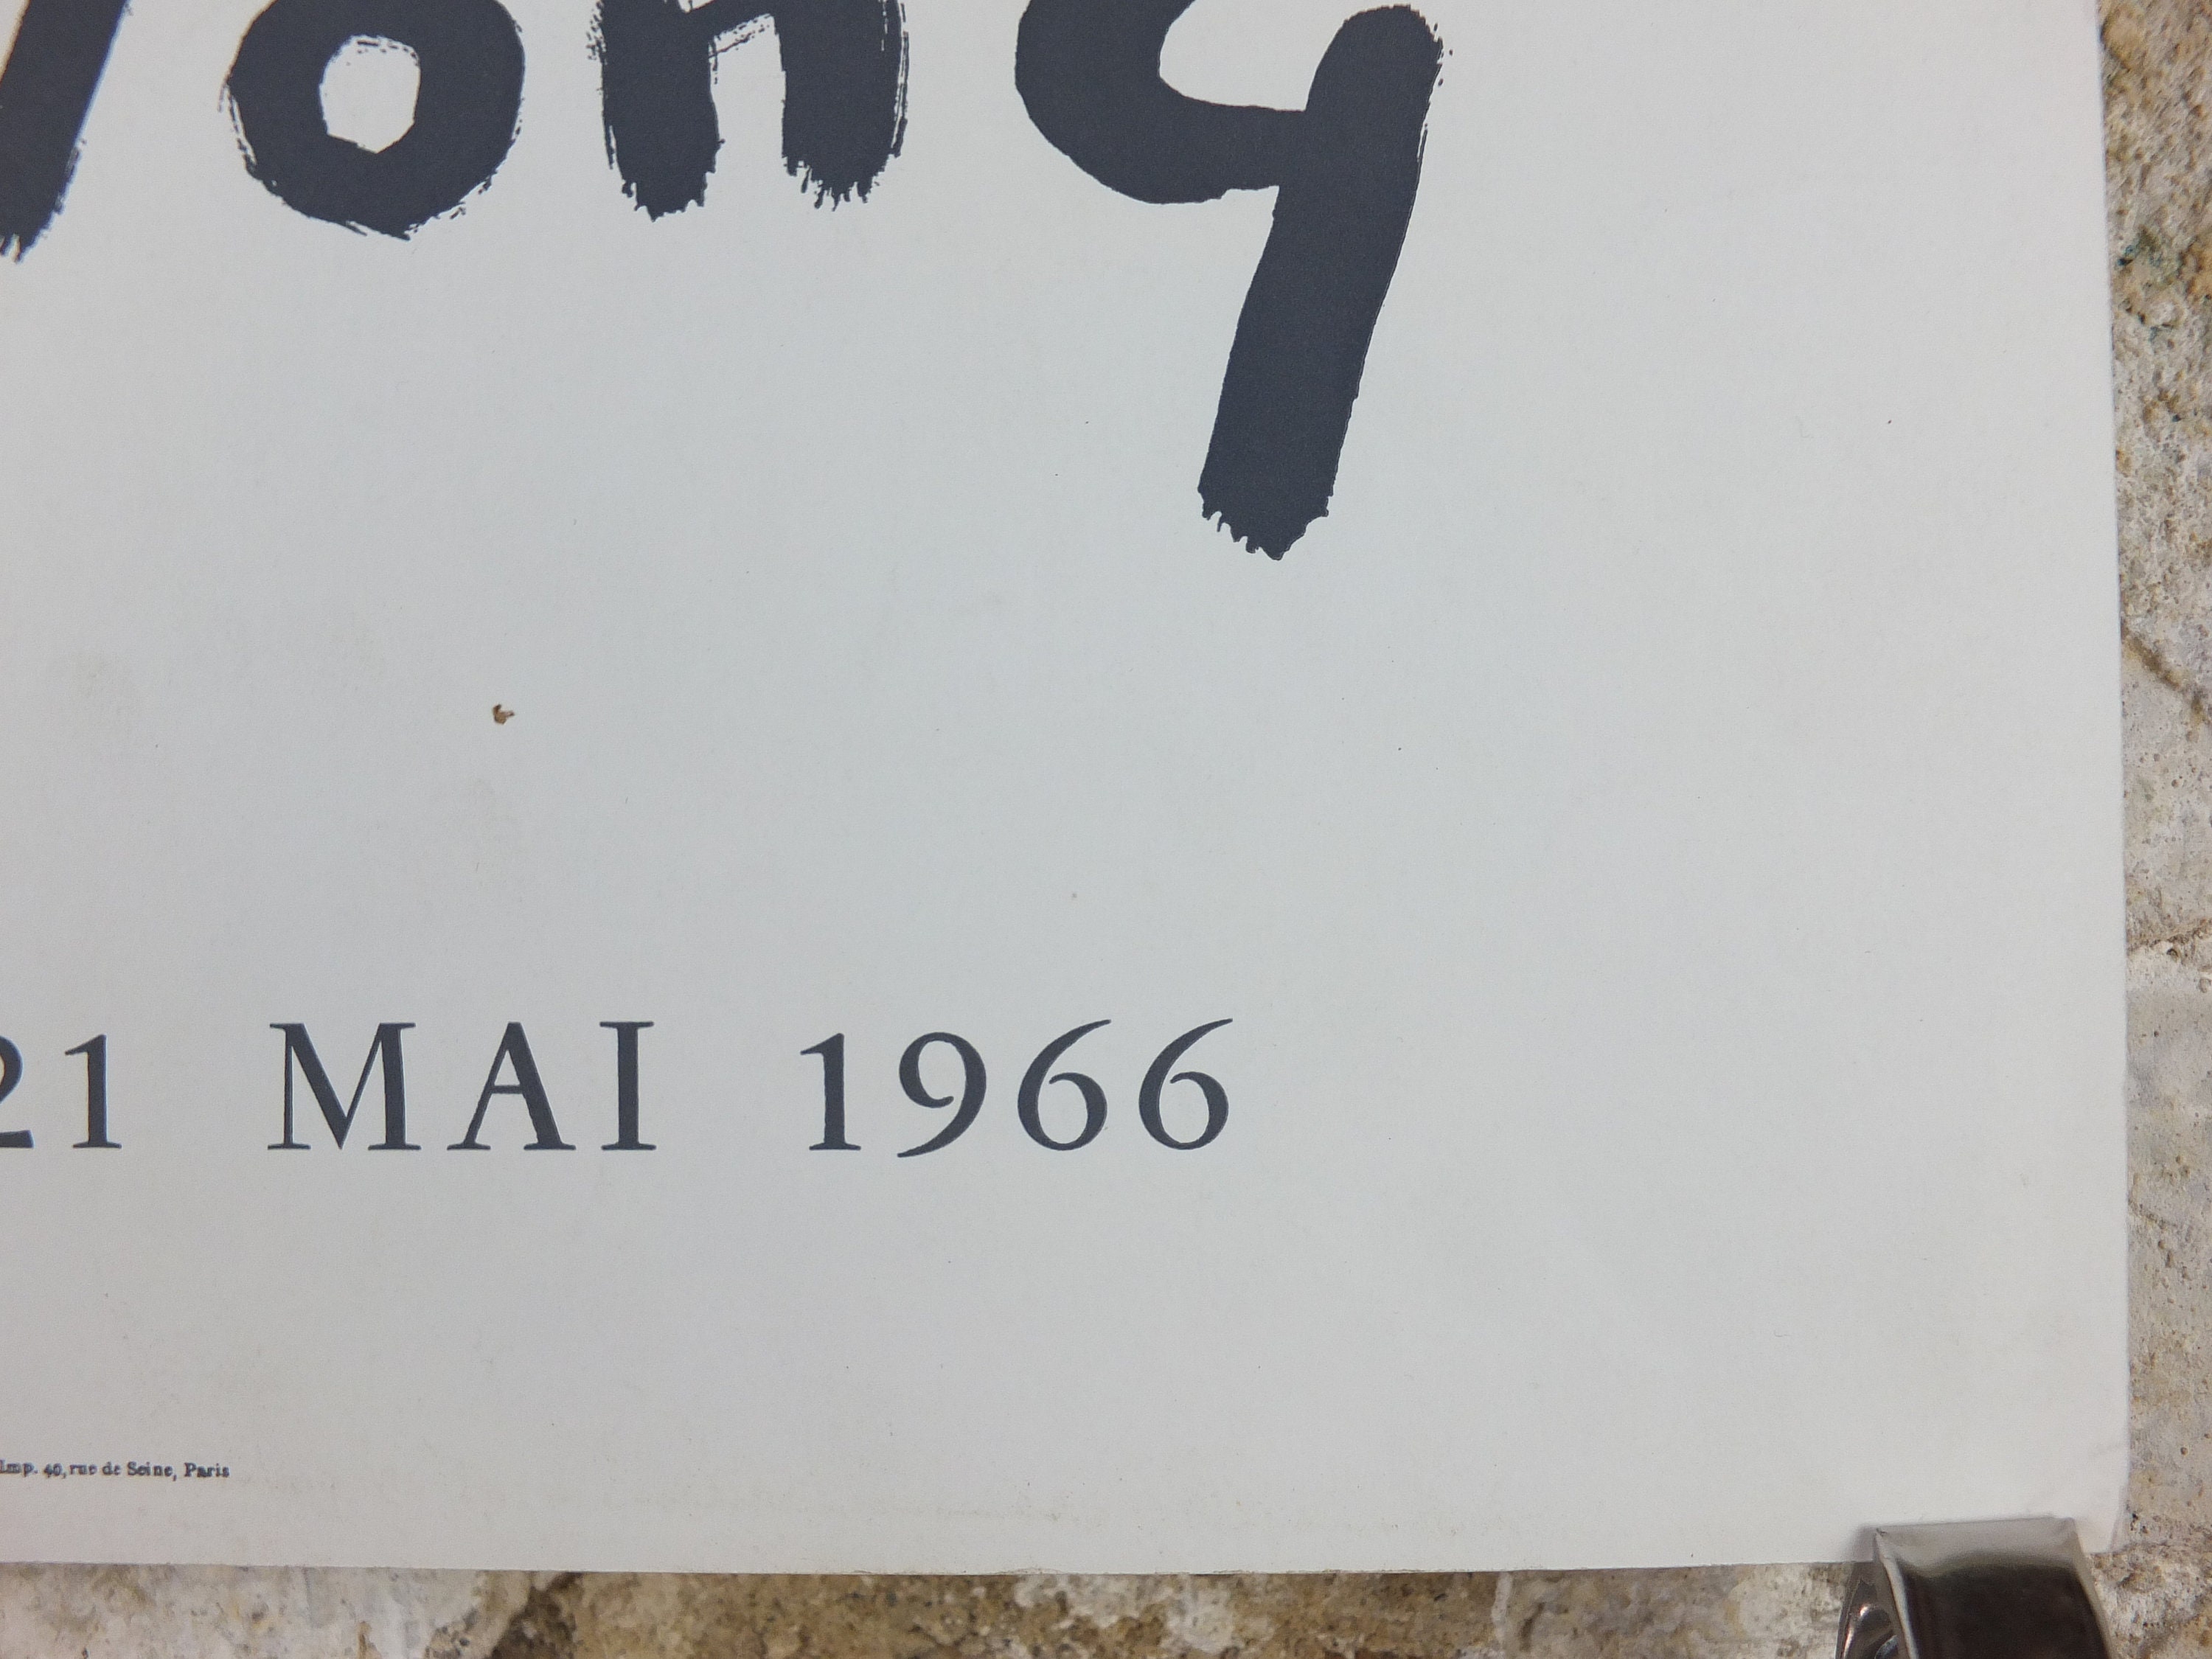 ong
21 MAI 1966
Imp. 40, rue de Seine, Paris